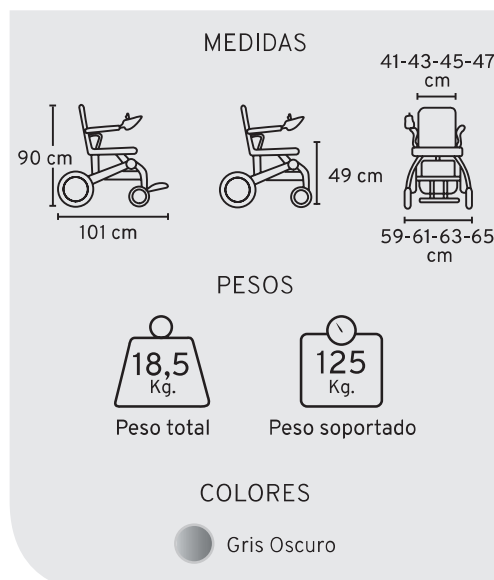 MEDIDAS
41-43-45-47
cm
90 cm
49 cm
101 cm
59-61-63-65
cm
PESOS
18,5
Kg.
125
Kg.
Peso total
Peso soportado
COLORES
Gris Oscuro